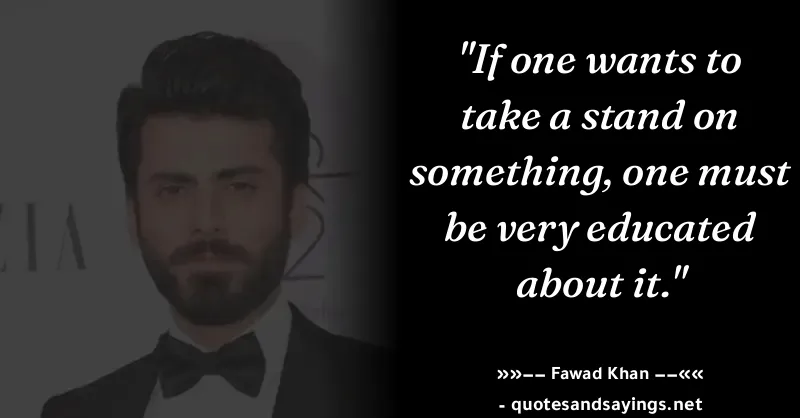 "If one wants to
take a stand on
something, one must
be very educated
about it."
»»−− Fawad Khan −−««
- quotesandsayings.net